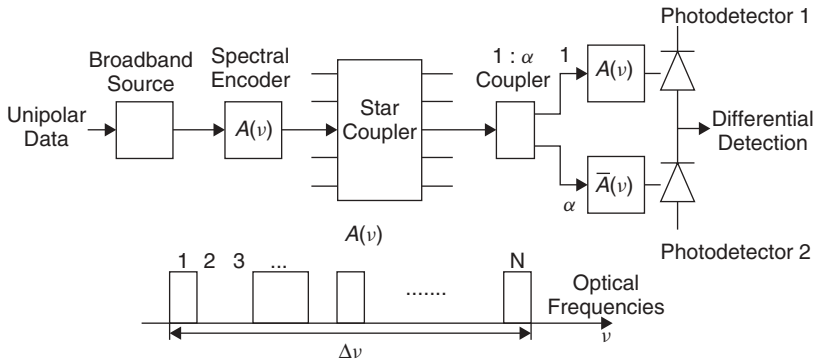 Photodetector 1
Broadband
Source
Spectral
Encoder
1 : α
Coupler
1
A(ν)
Unipolar
Data
A(ν)
Star
Coupler
Differential
Detection
α
A̅(ν)
Photodetector 2
A(ν)
1 2 3 ... ....... N
Optical
Frequencies
ν
Δν